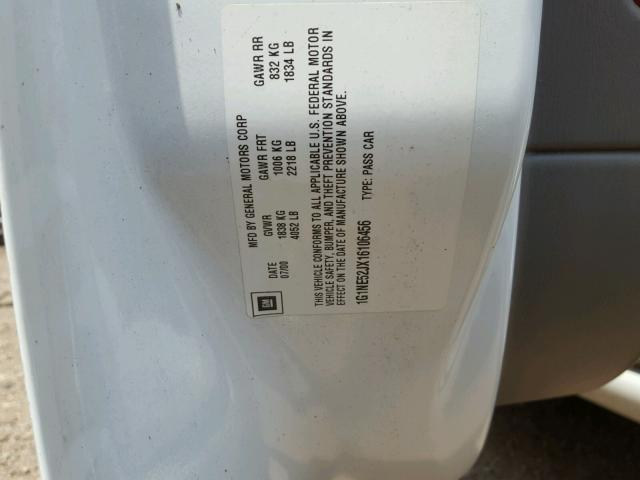 MFD BY GENERAL MOTORS CORP
GM
DATE GVWR GAWR FRT GAWR RR
07/00 1838 KG 1006 KG 832 KG
4052 LB 2218 LB 1834 LB
THIS VEHICLE CONFORMS TO ALL APPLICABLE U.S. FEDERAL MOTOR
VEHICLE SAFETY, BUMPER, AND THEFT PREVENTION STANDARDS IN
EFFECT ON THE DATE OF MANUFACTURE SHOWN ABOVE.
1G1NE52JX16106456 TYPE: PASS CAR